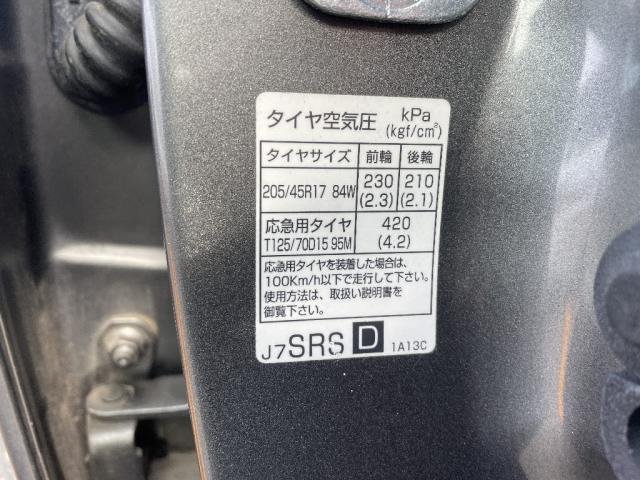 タイヤ空気圧 kPa
(kgf/cm²)
タイヤサイズ 前輪 後輪
205/45R17 84W 230 210
(2.3) (2.1)
応急用タイヤ 420
T125/70D15 95M (4.2)
応急用タイヤを装着した場合は、
100Km/h以下で走行して下さい。
使用方法は、取扱い説明書を
御覧下さい。
J7SRS D 1A13C